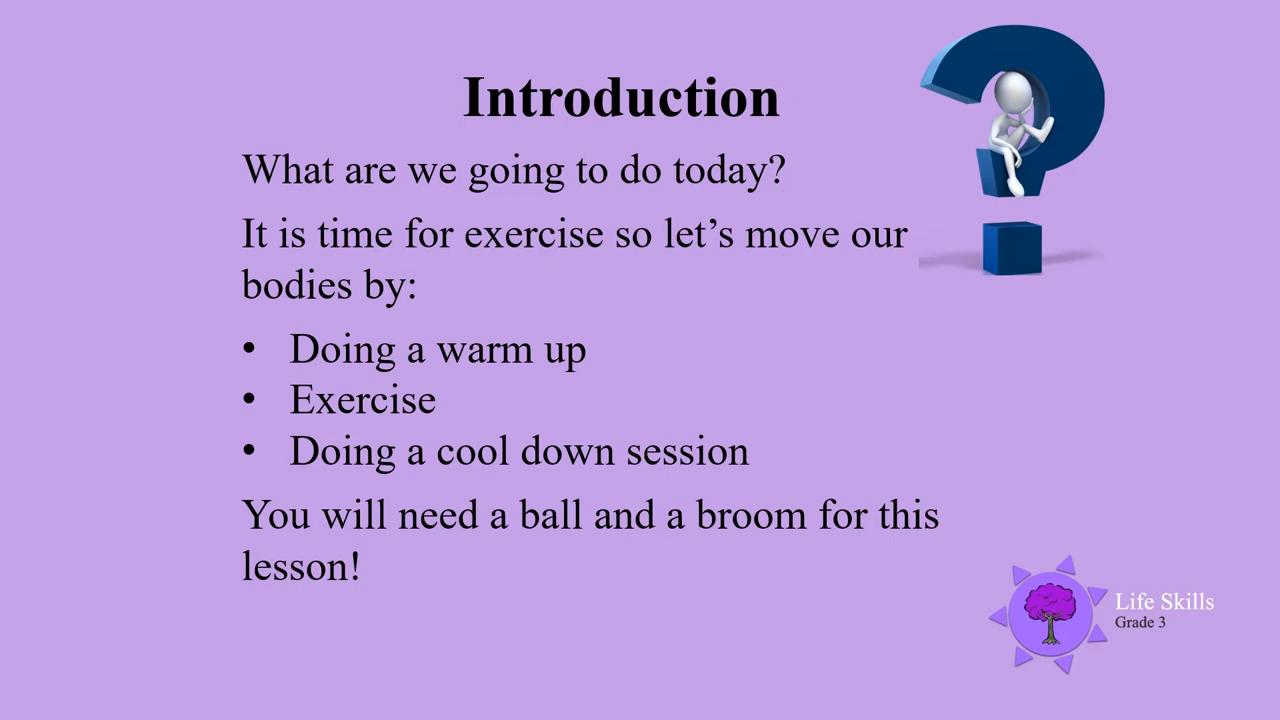 Introduction
What are we going to do today?
It is time for exercise so let’s move our
bodies by:
• Doing a warm up
• Exercise
• Doing a cool down session
You will need a ball and a broom for this
lesson!
Life Skills
Grade 3